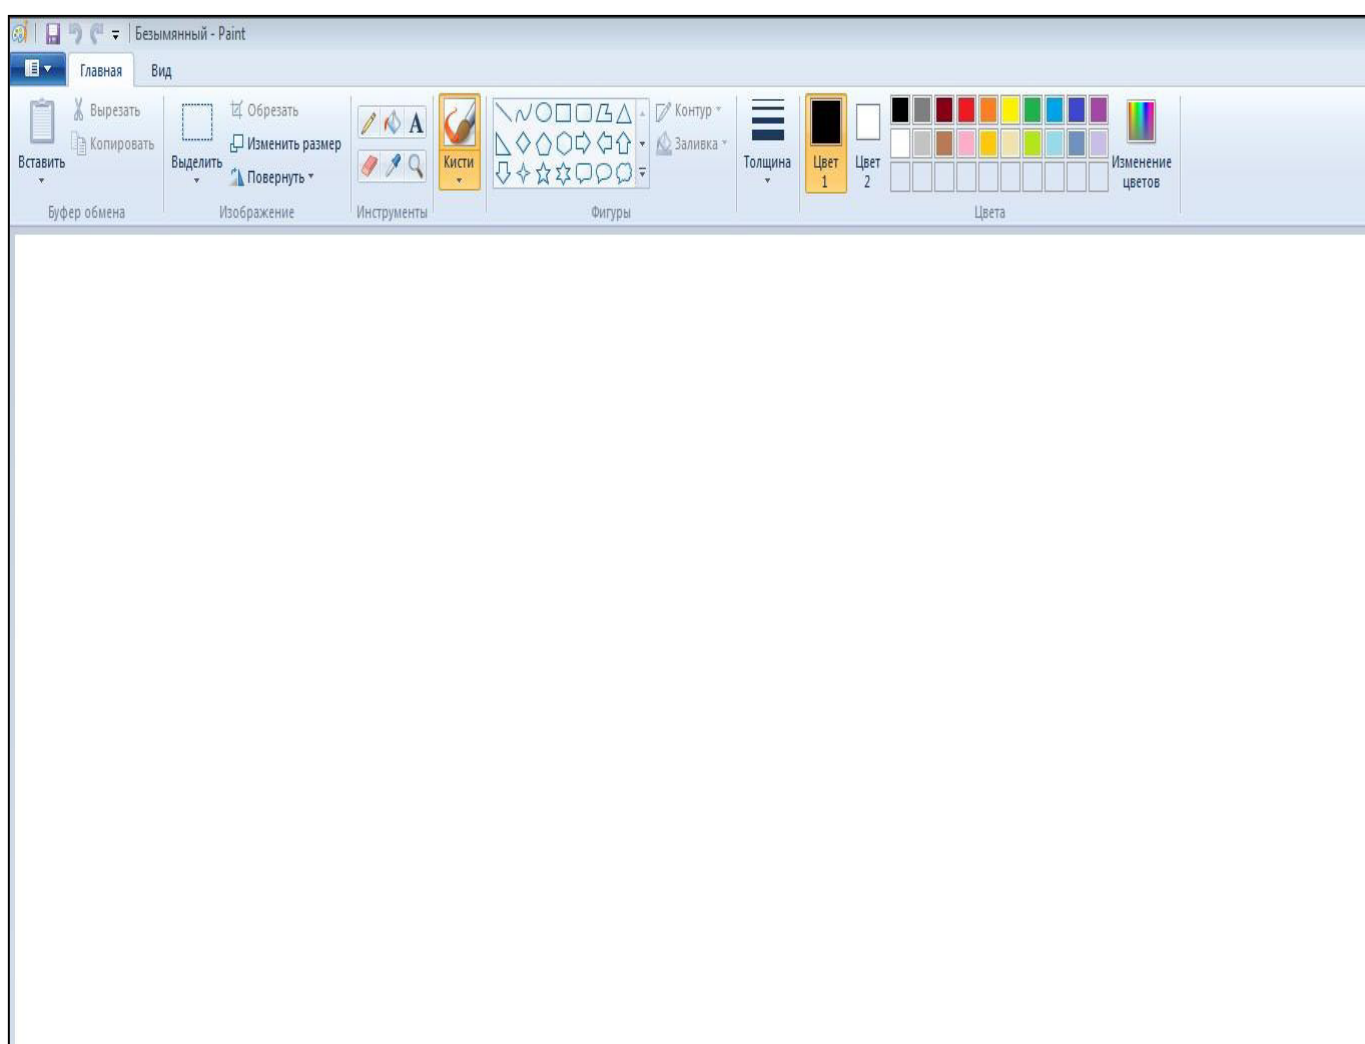 Безымянный - Paint
Главная Вид
Вставить
Вырезать
Копировать
Буфер обмена
Выделить
Обрезать
Изменить размер
Повернуть
Изображение
A
Инструменты
Кисти
Контур
Заливка
Фигуры
Толщина
Цвет
1
Цвет
2
Изменение
цветов
Цвета